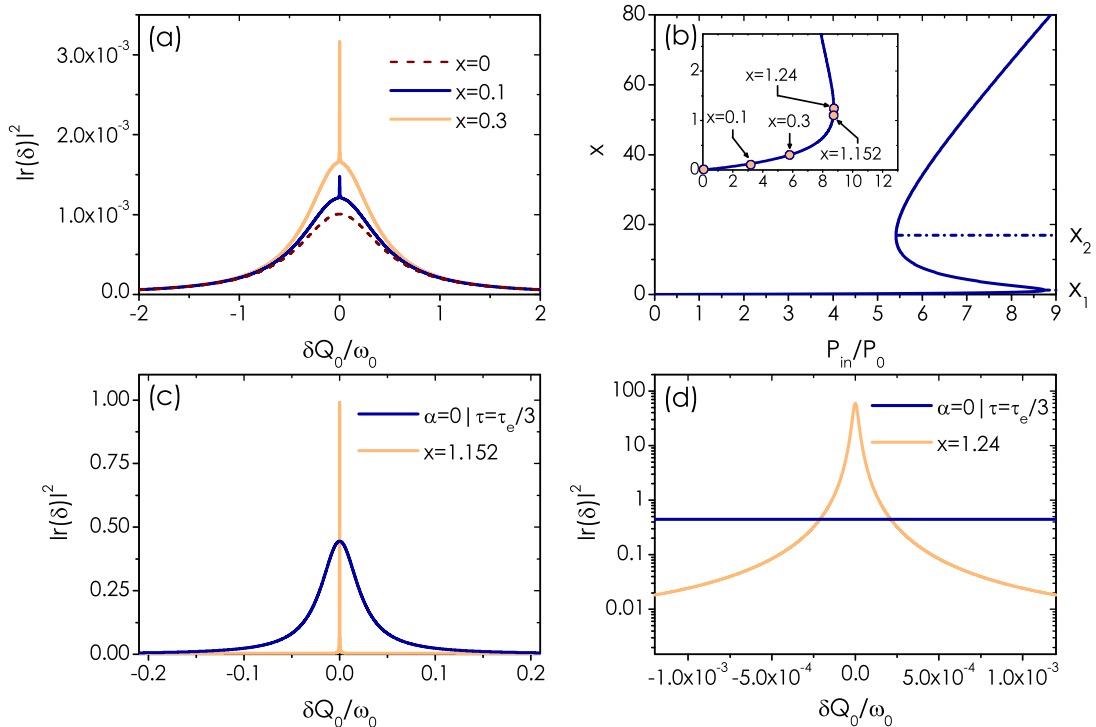 (a)
x=0
x=0.1
x=0.3
3.0x10⁻³
2.0x10⁻³
1.0x10⁻³
0.0
|r(δ)|²
-2 -1 0 1 2
δQ₀/ω₀
(b)
80
60
40
20
0
x
0 1 2 3 4 5 6 7 8 9
P_in/P₀
X₂
X₁
2
1
0
0 2 4 6 8 10 12
x=1.24
x=0.1
x=0.3
x=1.152
(c)
α=0|τ=τₑ/3
x=1.152
1.00
0.75
0.50
0.25
0.00
|r(δ)|²
-0.2 -0.1 0.0 0.1 0.2
δQ₀/ω₀
(d)
α=0|τ=τₑ/3
x=1.24
100
10
1
0.1
0.01
|r(δ)|²
-1.0x10⁻³ -5.0x10⁻⁴ 0.0 5.0x10⁻⁴ 1.0x10⁻³
δQ₀/ω₀